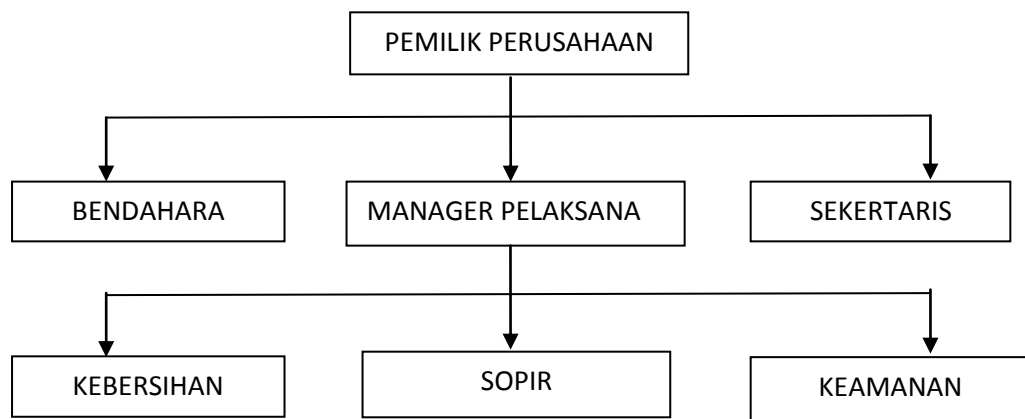 PEMILIK PERUSAHAAN
BENDAHARA
MANAGER PELAKSANA
SEKERTARIS
KEBERSIHAN
SOPIR
KEAMANAN